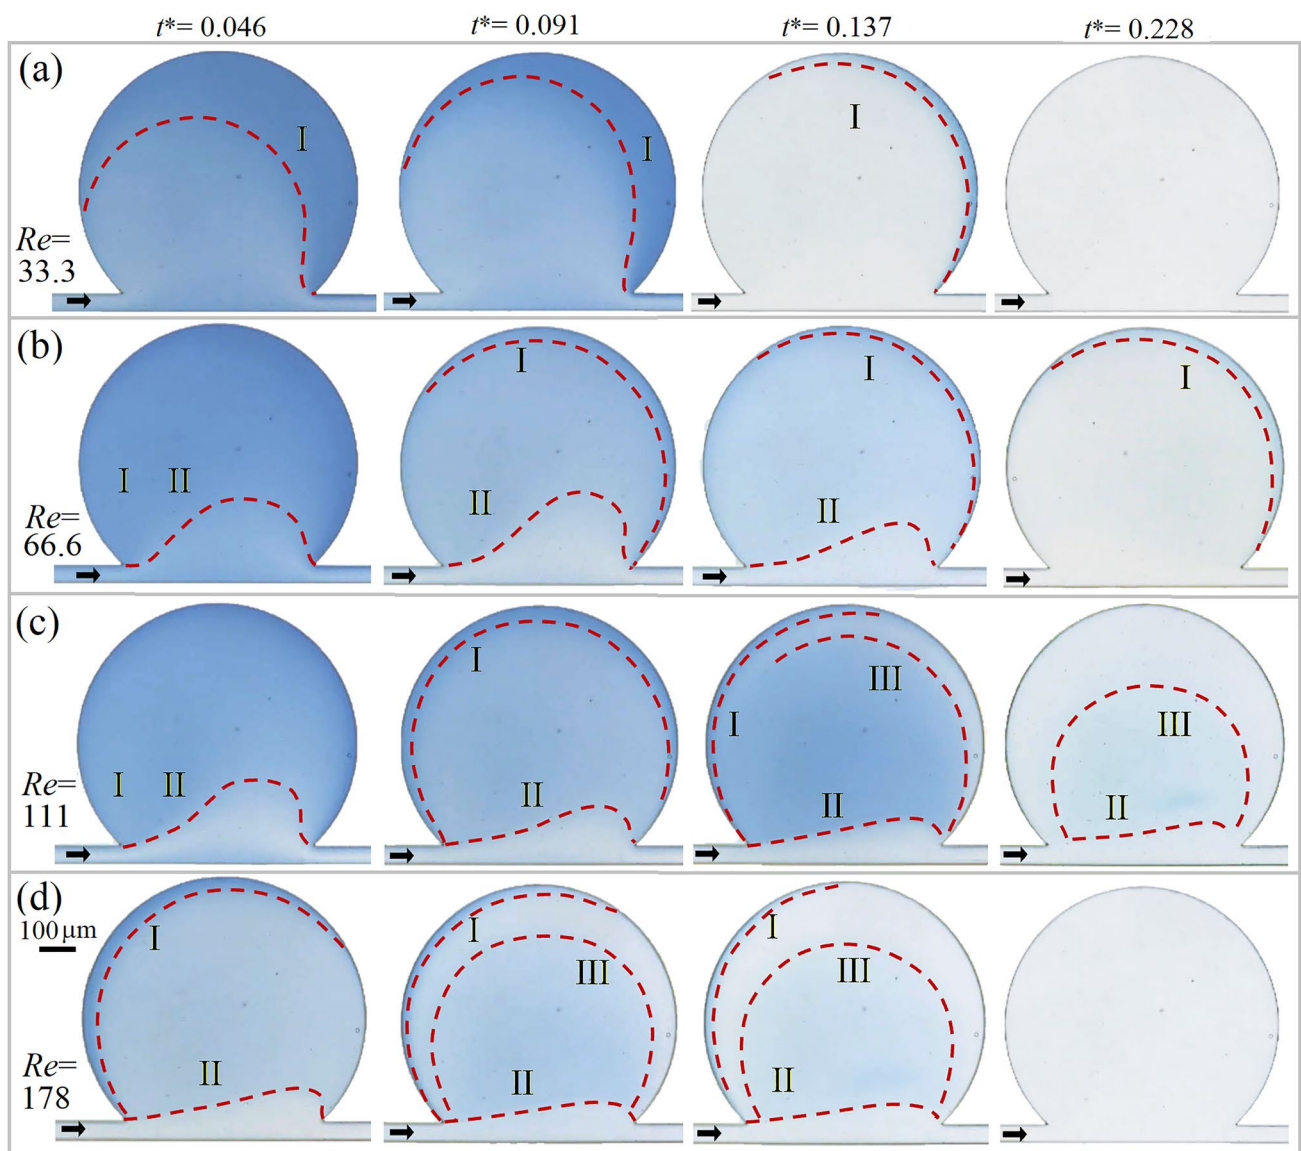 t*= 0.046 t*= 0.091 t*= 0.137 t*= 0.228
(a)
I I I
Re=
33.3
(b)
I I I
I II II II
Re=
66.6
(c)
I III
I III
I II II II II
Re=
111
(d)
100 μm
I I I
III III
II II II
Re=
178